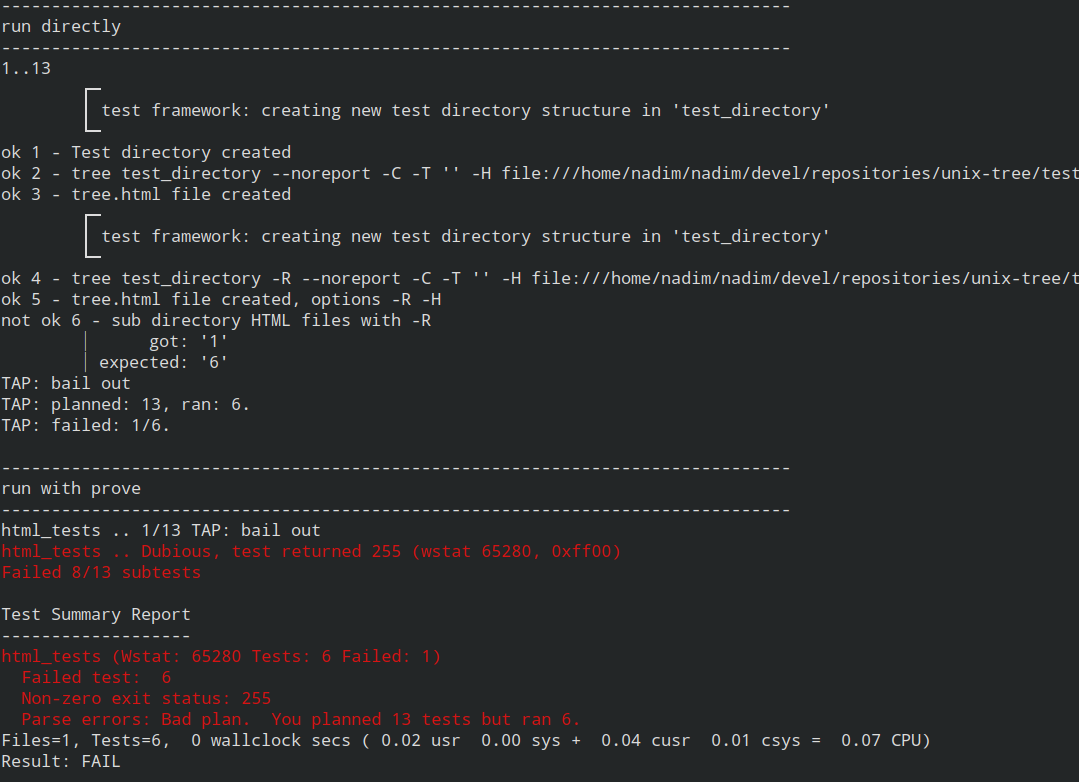 -------------------------------------------------------------------------------
run directly
-------------------------------------------------------------------------------
1..13
test framework: creating new test directory structure in 'test_directory'
ok 1 - Test directory created
ok 2 - tree test_directory --noreport -C -T '' -H file:///home/nadim/nadim/devel/repositories/unix-tree/test
ok 3 - tree.html file created
test framework: creating new test directory structure in 'test_directory'
ok 4 - tree test_directory -R --noreport -C -T '' -H file:///home/nadim/nadim/devel/repositories/unix-tree/t
ok 5 - tree.html file created, options -R -H
not ok 6 - sub directory HTML files with -R
│      got: '1'
│ expected: '6'
TAP: bail out
TAP: planned: 13, ran: 6.
TAP: failed: 1/6.
-------------------------------------------------------------------------------
run with prove
-------------------------------------------------------------------------------
html_tests .. 1/13 TAP: bail out
html_tests .. Dubious, test returned 255 (wstat 65280, 0xff00)
Failed 8/13 subtests
Test Summary Report
-------------------
html_tests (Wstat: 65280 Tests: 6 Failed: 1)
  Failed test:  6
  Non-zero exit status: 255
  Parse errors: Bad plan.  You planned 13 tests but ran 6.
Files=1, Tests=6,  0 wallclock secs ( 0.02 usr  0.00 sys +  0.04 cusr  0.01 csys =  0.07 CPU)
Result: FAIL